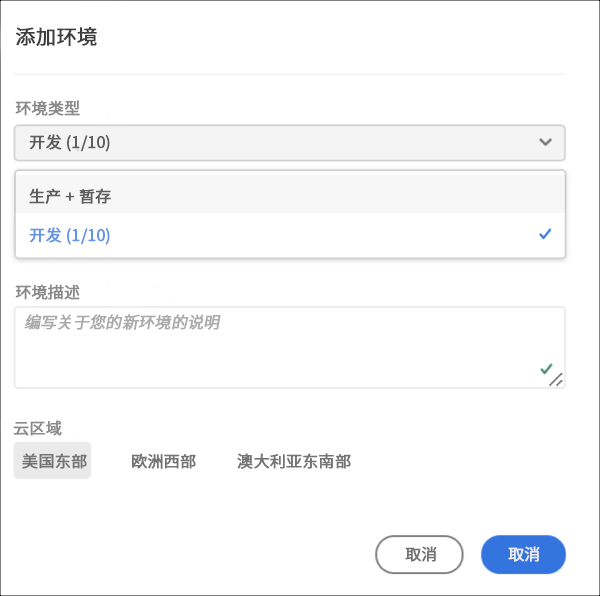 添加环境
环境类型
开发 (1/10)
生产 + 暂存
开发 (1/10)
环境描述
编写关于您的新环境的说明
云区域
美国东部 欧洲西部 澳大利亚东南部
取消 取消